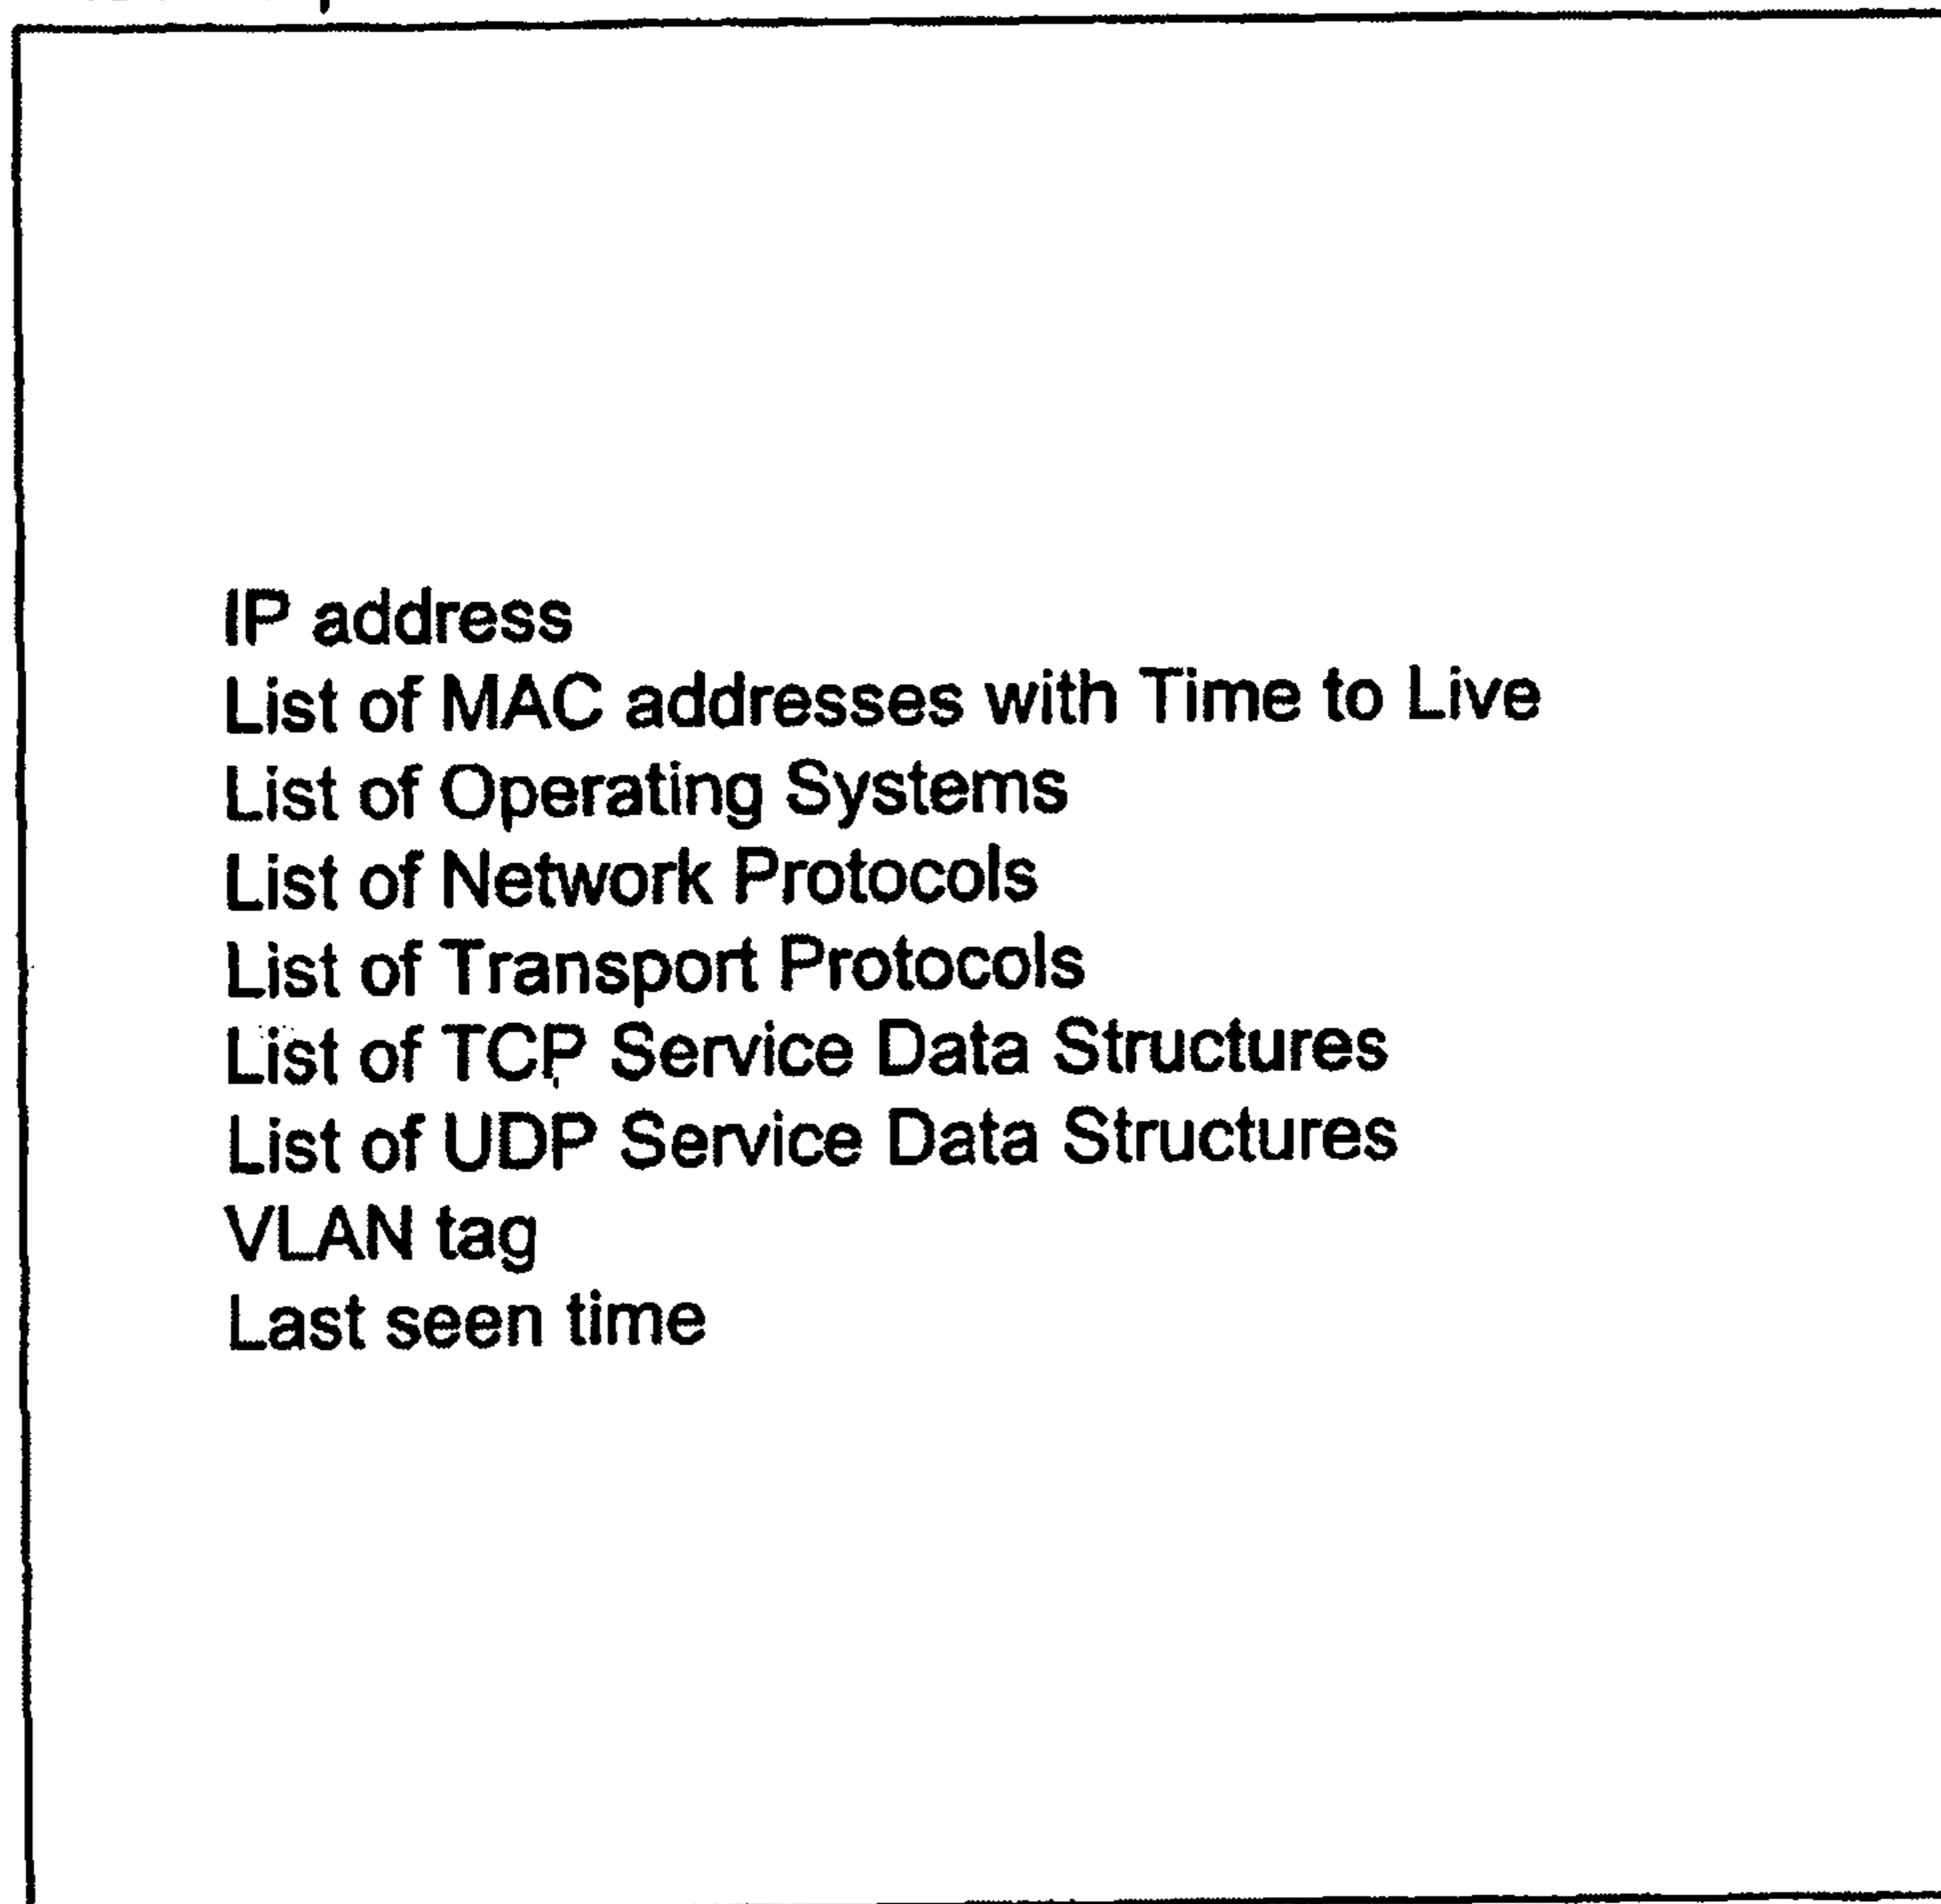 IP address
List of MAC addresses with Time to Live
List of Operating Systems
List of Network Protocols
List of Transport Protocols
List of TCP Service Data Structures
List of UDP Service Data Structures
VLAN tag
Last seen time